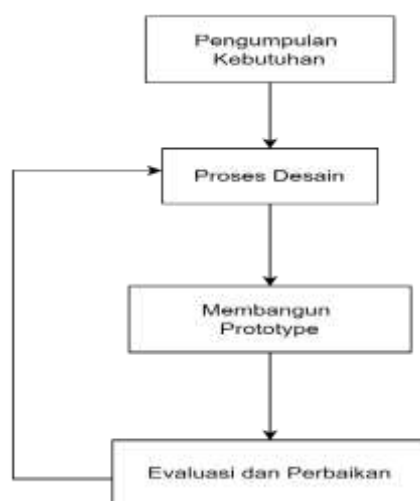 Pengumpulan
Kebutuhan
Proses Desain
Membangun
Prototype
Evaluasi dan Perbaikan